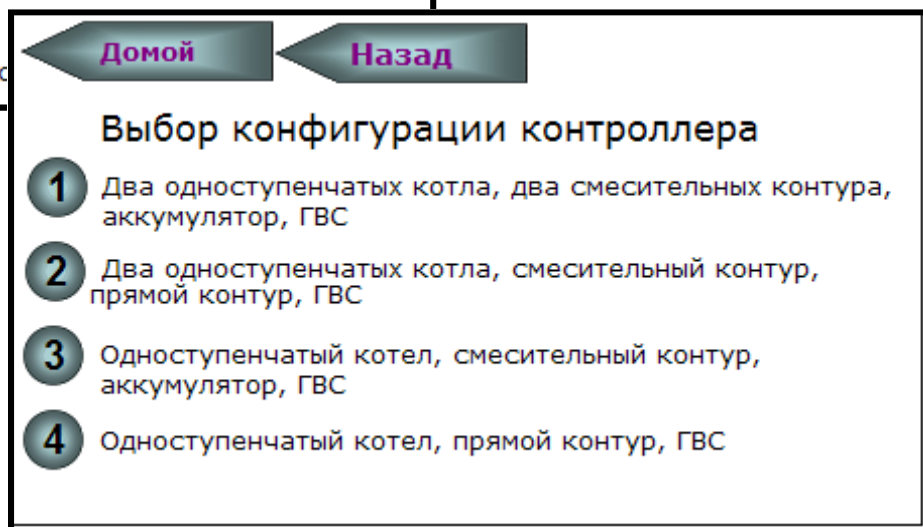 Домой
Назад
Выбор конфигурации контроллера
1 Два одноступенчатых котла, два смесительных контура,
аккумулятор, ГВС
2 Два одноступенчатых котла, смесительный контур,
прямой контур, ГВС
3 Одноступенчатый котел, смесительный контур,
аккумулятор, ГВС
4 Одноступенчатый котел, прямой контур, ГВС